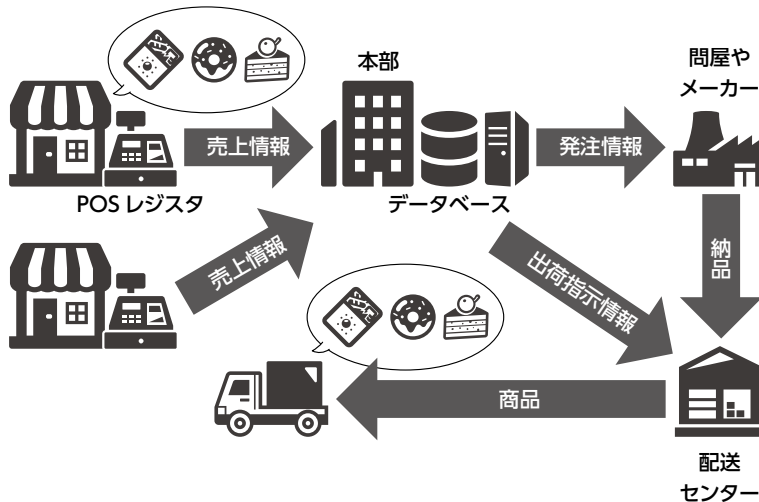 本部
問屋や
メーカー
売上情報
発注情報
POS レジスタ
データベース
売上情報
出荷指示情報
納品
商品
配送
センター